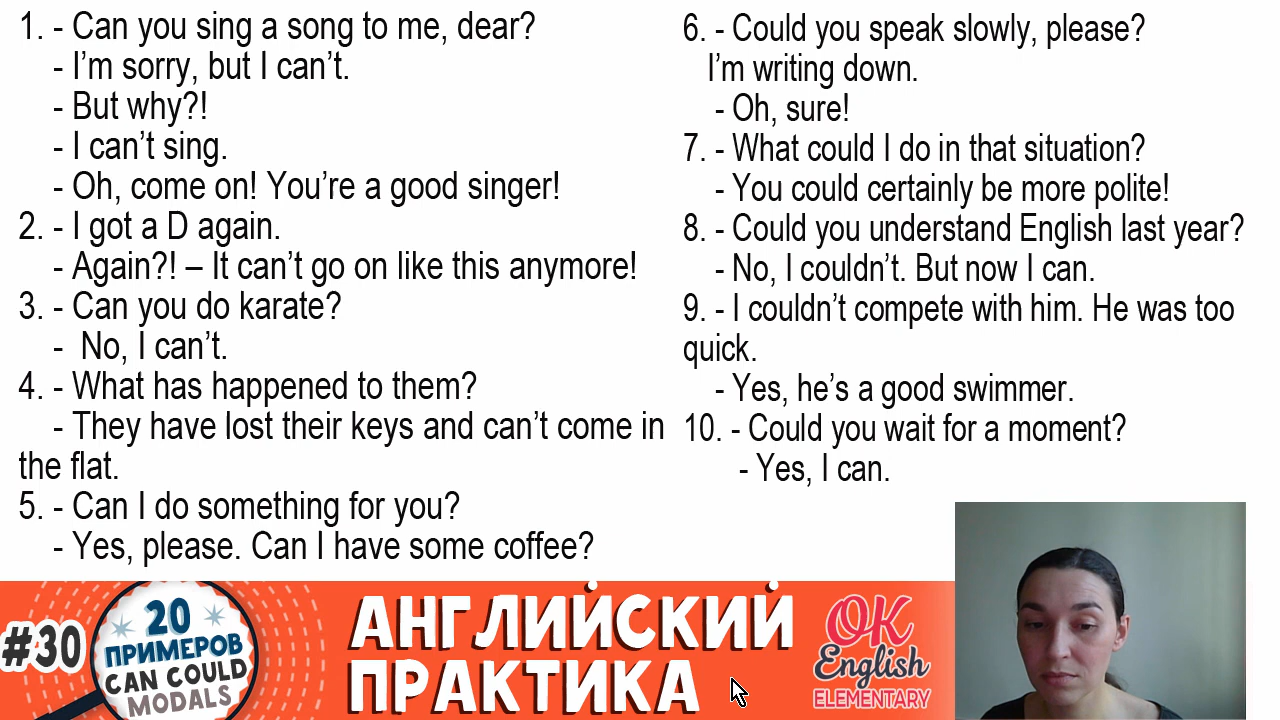 1. - Can you sing a song to me, dear?
- I’m sorry, but I can’t.
- But why?!
- I can’t sing.
- Oh, come on! You’re a good singer!
2. - I got a D again.
- Again?! – It can’t go on like this anymore!
3. - Can you do karate?
- No, I can’t.
4. - What has happened to them?
- They have lost their keys and can’t come in
the flat.
5. - Can I do something for you?
- Yes, please. Can I have some coffee?
6. - Could you speak slowly, please?
I’m writing down.
- Oh, sure!
7. - What could I do in that situation?
- You could certainly be more polite!
8. - Could you understand English last year?
- No, I couldn’t. But now I can.
9. - I couldn’t compete with him. He was too
quick.
- Yes, he’s a good swimmer.
10. - Could you wait for a moment?
- Yes, I can.
#30
20
ПРИМЕРОВ
CAN COULD
MODALS
АНГЛИЙСКИЙ
ПРАКТИКА
OK
English
ELEMENTARY